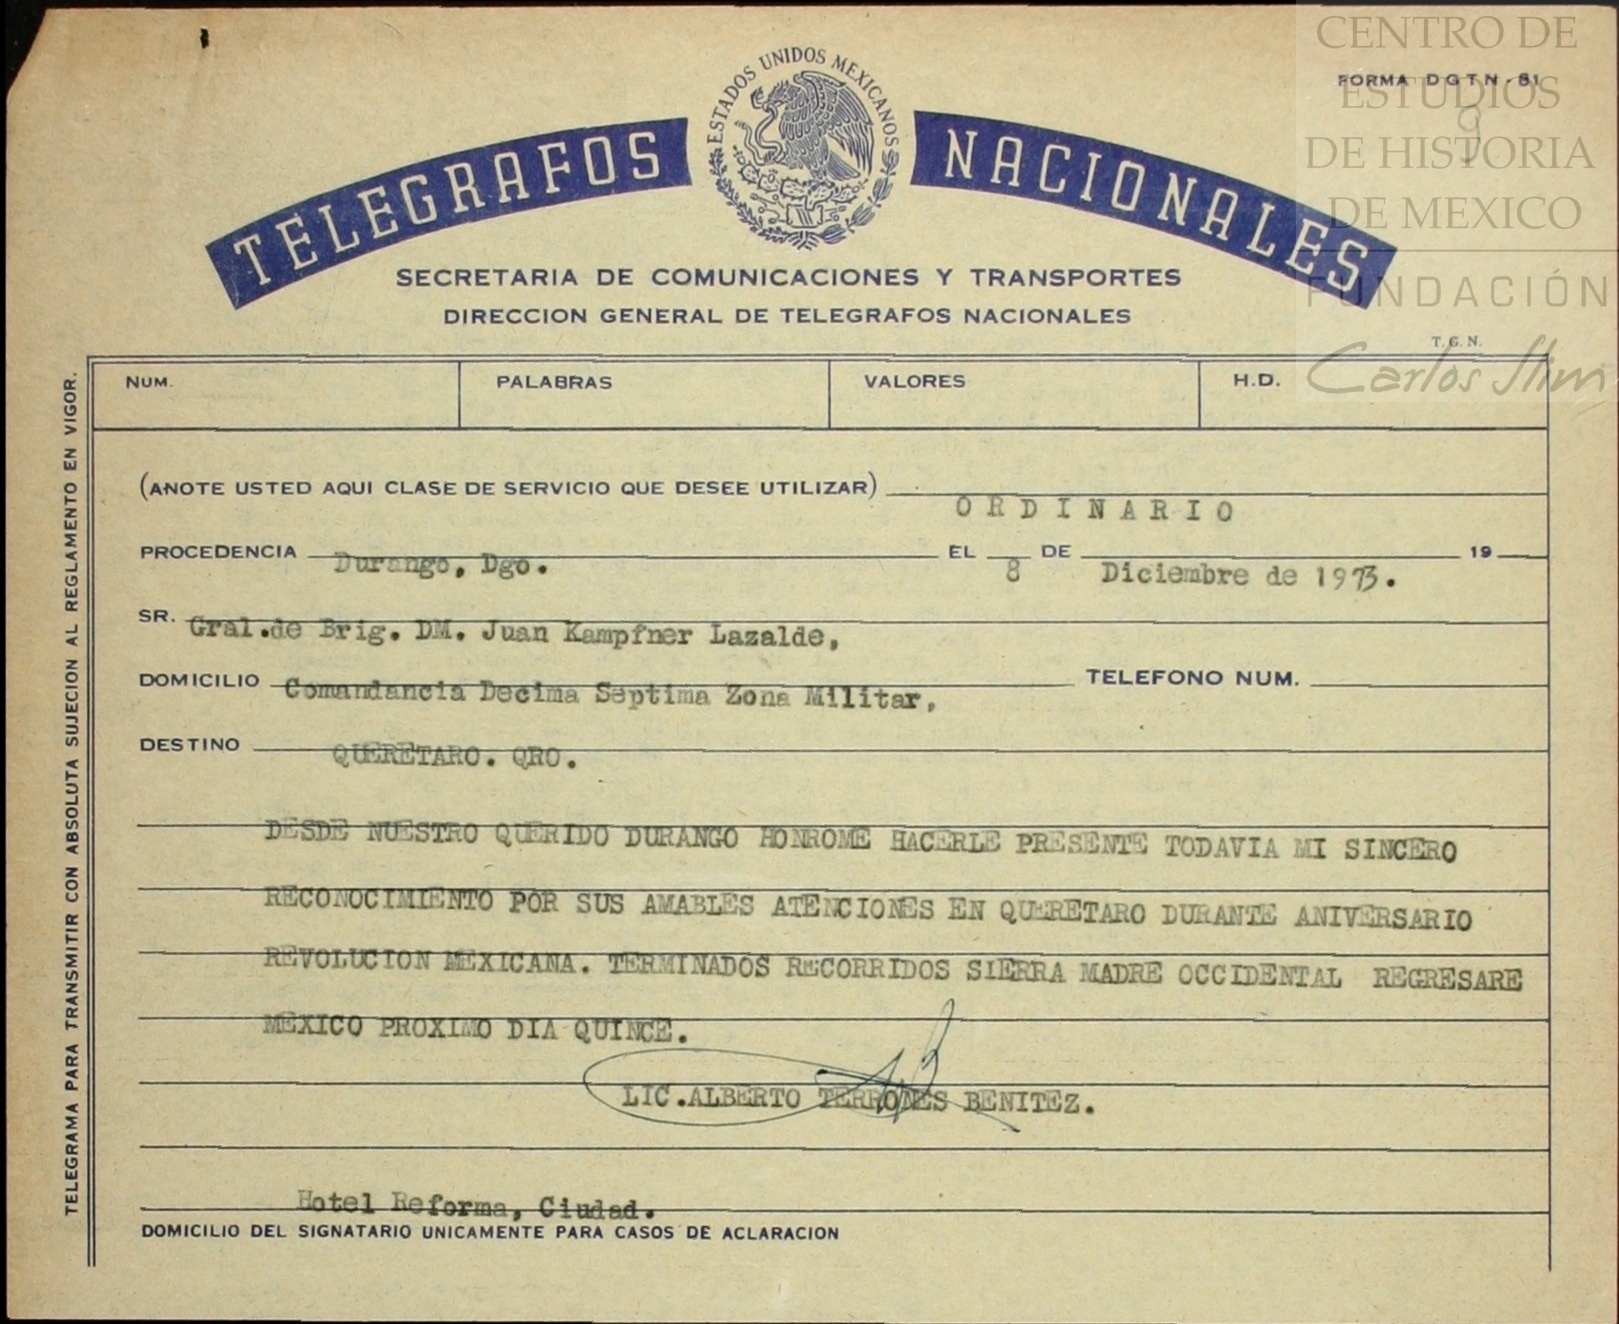 CENTRO DE
ESTUDIOS
DE HISTORIA
DE MEXICO
FUNDACIÓN
Carlos Slim
FORMA DGTN-81
9
ESTADOS UNIDOS MEXICANOS
TELEGRAFOS NACIONALES
SECRETARIA DE COMUNICACIONES Y TRANSPORTES
DIRECCION GENERAL DE TELEGRAFOS NACIONALES
T. G. N.
NUM. PALABRAS VALORES H.D.
(ANOTE USTED AQUI CLASE DE SERVICIO QUE DESEE UTILIZAR) ORDINARIO
PROCEDENCIA Durango, Dgo. EL 8 DE Diciembre de 1973. 19
SR. Gral.de Brig. DM. Juan Kampfner Lazalde,
DOMICILIO Comandancia Decima Septima Zona Militar, TELEFONO NUM.
DESTINO QUERETARO. QRO.
DESDE NUESTRO QUERIDO DURANGO HONROME HACERLE PRESENTE TODAVIA MI SINCERO
RECONOCIMIENTO POR SUS AMABLES ATENCIONES EN QUERETARO DURANTE ANIVERSARIO
REVOLUCION MEXICANA. TERMINADOS RECORRIDOS SIERRA MADRE OCCIDENTAL REGRESARE
MEXICO PROXIMO DIA QUINCE.
LIC.ALBERTO TERRONES BENITEZ.
Hotel Reforma, Ciudad.
DOMICILIO DEL SIGNATARIO UNICAMENTE PARA CASOS DE ACLARACION
TELEGRAMA PARA TRANSMITIR CON ABSOLUTA SUJECION AL REGLAMENTO EN VIGOR.